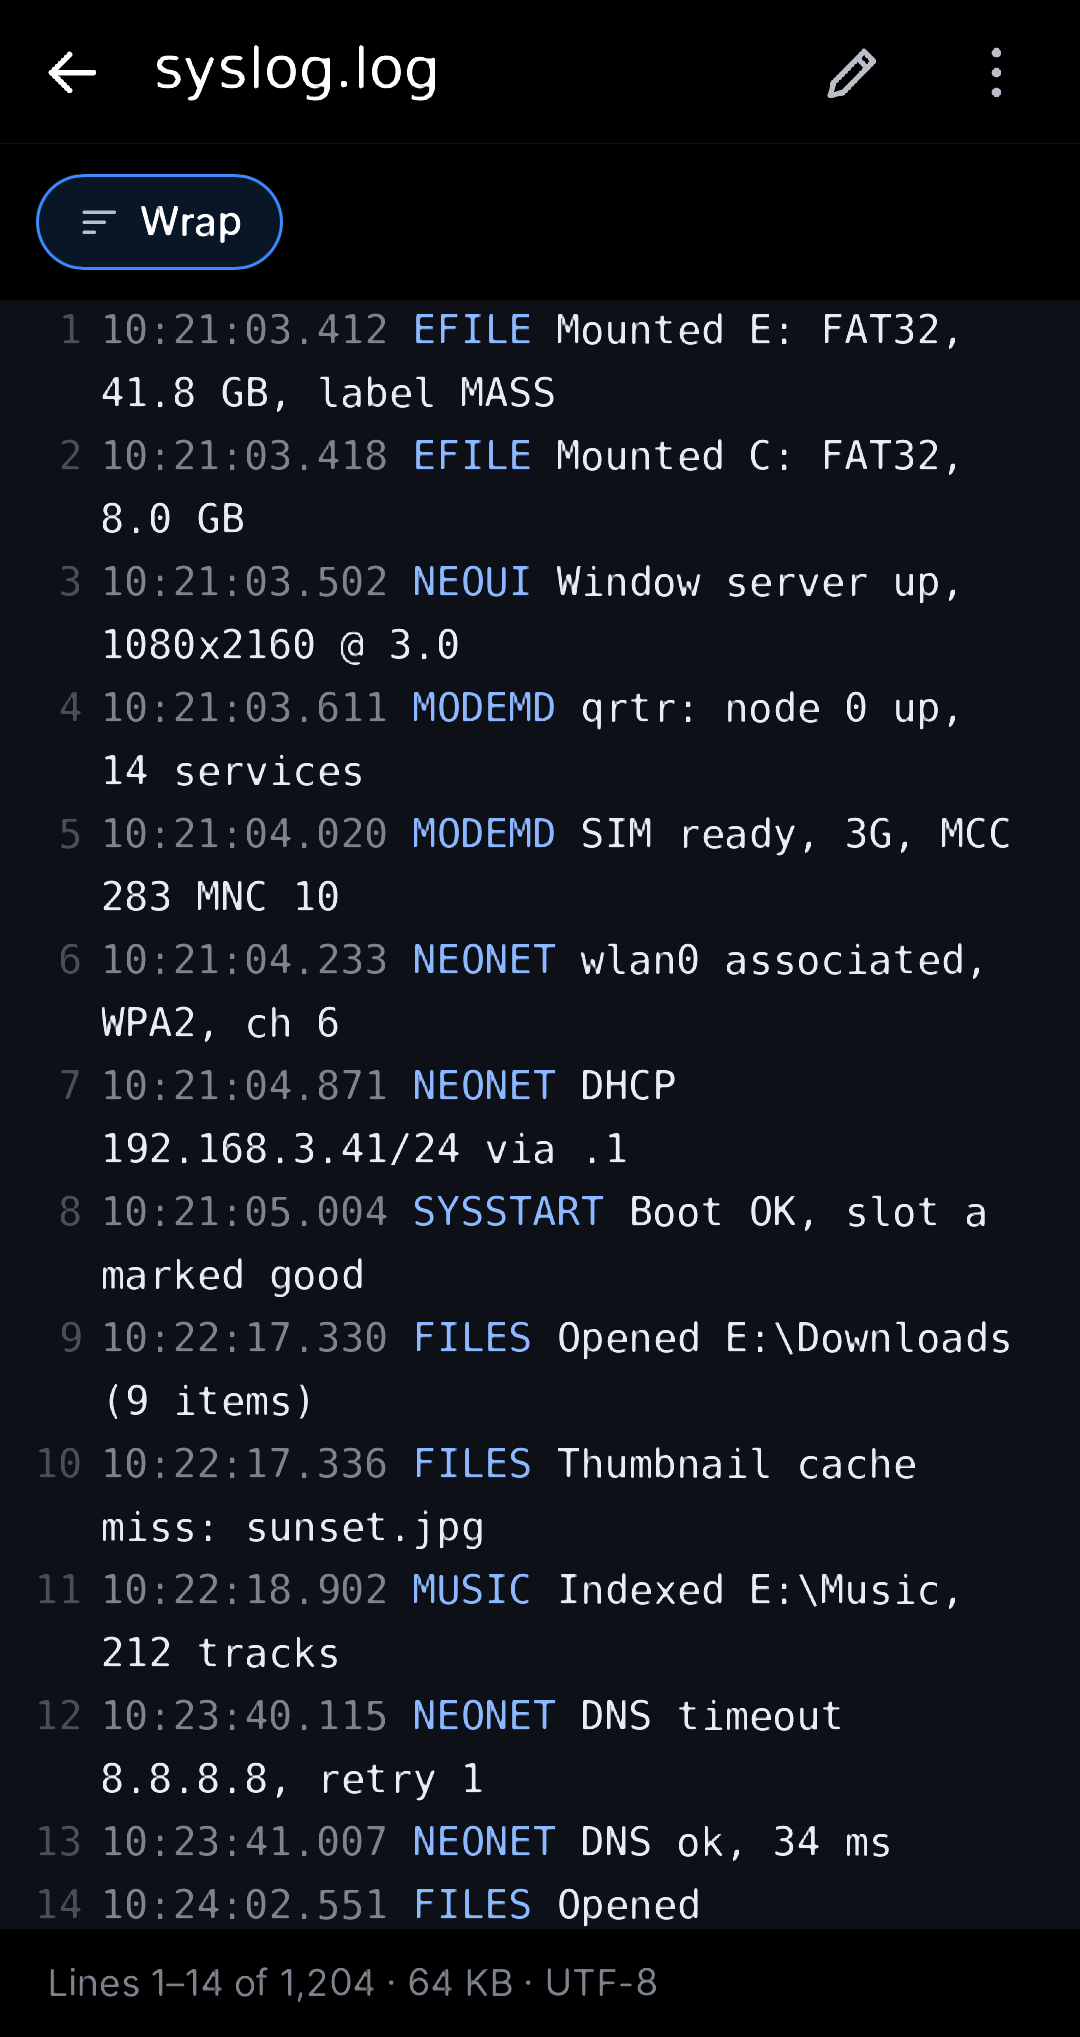 syslog.log
Wrap
1 10:21:03.412 EFILE Mounted E: FAT32,
41.8 GB, label MASS
2 10:21:03.418 EFILE Mounted C: FAT32,
8.0 GB
3 10:21:03.502 NEOUI Window server up,
1080x2160 @ 3.0
4 10:21:03.611 MODEMD qrtr: node 0 up,
14 services
5 10:21:04.020 MODEMD SIM ready, 3G, MCC
283 MNC 10
6 10:21:04.233 NEONET wlan0 associated,
WPA2, ch 6
7 10:21:04.871 NEONET DHCP
192.168.3.41/24 via .1
8 10:21:05.004 SYSSTART Boot OK, slot a
marked good
9 10:22:17.330 FILES Opened E:\Downloads
(9 items)
10 10:22:17.336 FILES Thumbnail cache
miss: sunset.jpg
11 10:22:18.902 MUSIC Indexed E:\Music,
212 tracks
12 10:23:40.115 NEONET DNS timeout
8.8.8.8, retry 1
13 10:23:41.007 NEONET DNS ok, 34 ms
14 10:24:02.551 FILES Opened
Lines 1–14 of 1,204 · 64 KB · UTF-8